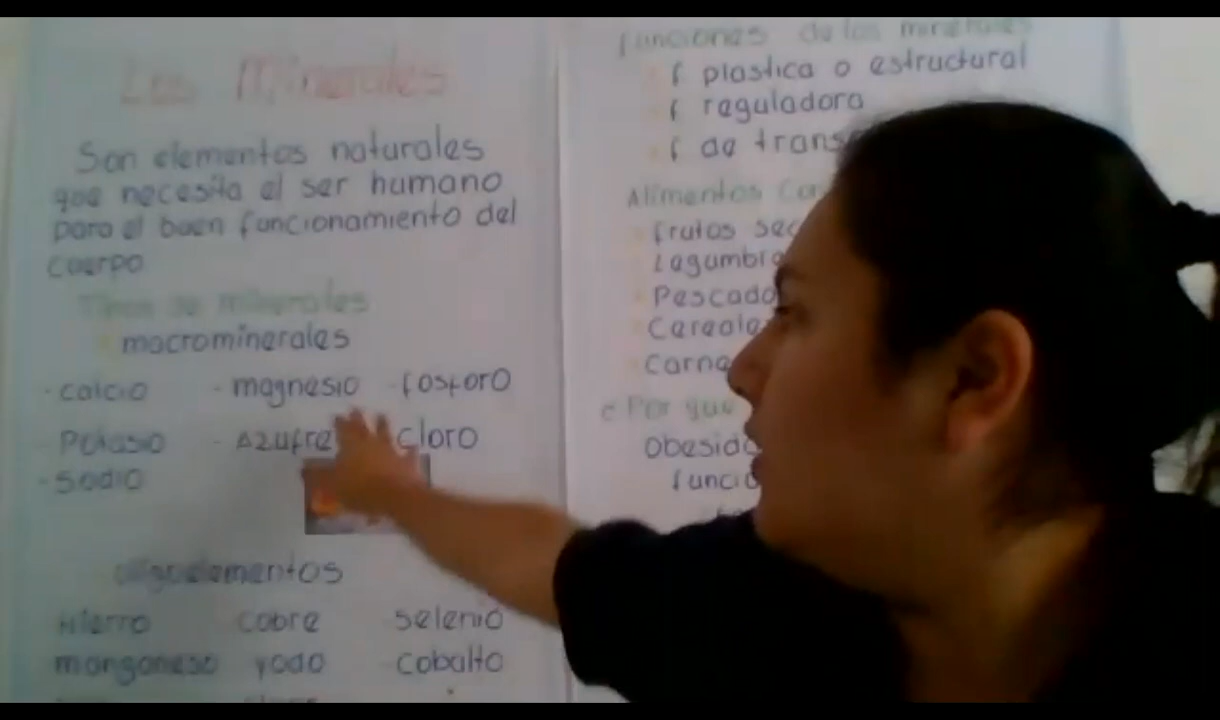 Los Minerales
Son elementos naturales
que necesita el ser humano
para el buen funcionamiento del
cuerpo
Tipos de minerales
macrominerales
- calcio - magnesio - fosforo
- Potasio - Azufre cloro
- Sodio
oligoelementos
Hierro cobre selenio
manganeso yodo cobalto
funciones de los minerales
f plastica o estructural
f reguladora
f de trans
Alimentos
frutos sec
Legumbre
Pescado
Cereale
Carne
¿ Por que
Obesida
funcio